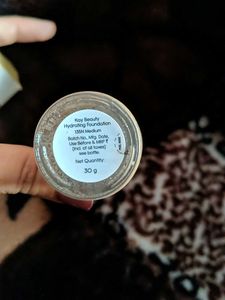 Kay Beauty
Hydrating Foundation
135N Medium
Batch No., Mfg. Date,
Use Before & MRP ₹
[Incl. of all taxes]
see bottle.
Net Quantity:
30 g